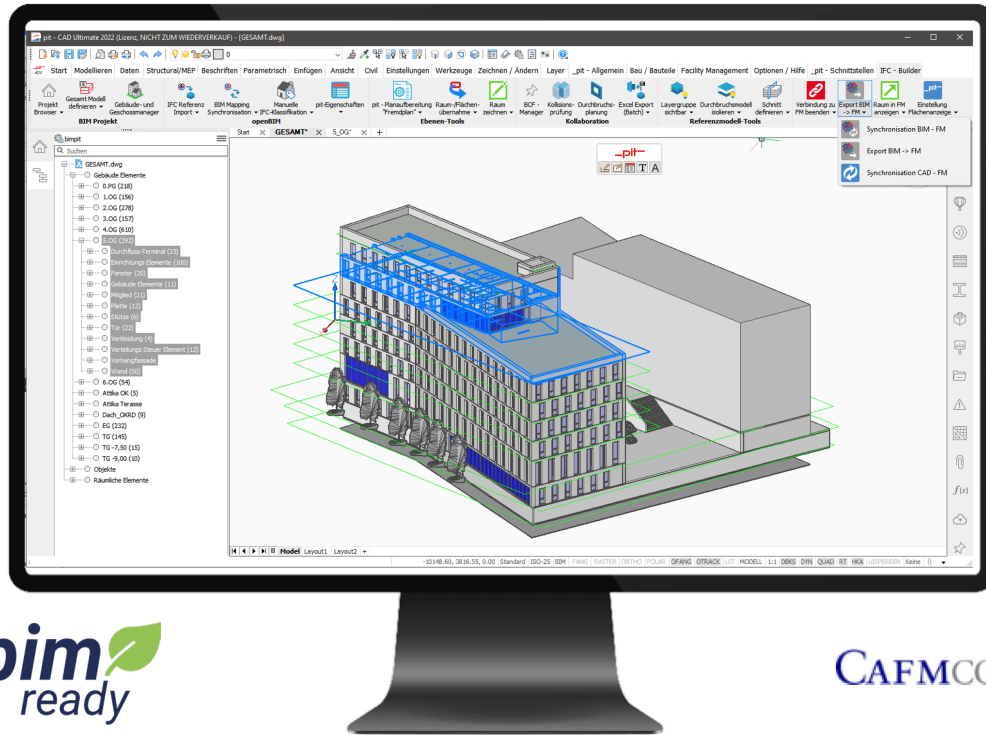 pit - CAD Ultimate 2022 (Lizenz, NICHT ZUM WIEDERVERKAUF) - [GESAMT.dwg]
0
Start Modellieren Daten Structural/MEP Beschriften Parametrisch Einfügen Ansicht Civil Einstellungen Werkzeuge Zeichnen / Ändern Layer _pit - Allgemein Bau / Bauteile Facility Management Optionen / Hilfe _pit - Schnittstellen IFC - Builder
Projekt Browser
Gesamt Modell definieren
Gebäude- und Geschossmanager
IFC Referenz Import
BIM Mapping Synchronisation
Manuelle IFC-Klassifikation
pit-Eigenschaften
pit - Planaufbereitung "Fremdplan"
Raum-/Flächen-übernahme
Raum zeichnen
BCF - Manager
Kollisions-prüfung
Durchbruchs-planung
Excel Export (Batch)
Layergruppe sichtbar
Durchbruchsmodell isolieren
Schnitt definieren
Verbindung zu FM beenden
Export BIM -> FM
Raum in FM anzeigen
Einstellung Flächenanzeige
BIM Projekt openBIM Ebenen-Tools Kollaboration Referenzmodell-Tools
Synchronisation BIM - FM
Export BIM -> FM
Synchronisation CAD - FM
Start GESAMT* 5_OG* +
bimpit
Suchen
GESAMT.dwg
Gebäude Elemente
0.PG (218)
1.OG (156)
2.OG (278)
3.OG (157)
4.OG (610)
5.OG (292)
Durchfluss-Terminal (33)
Einrichtungs Elemente (100)
Fenster (20)
Gebäude Elemente (11)
Mitglied (21)
Platte (12)
Stütze (6)
Tür (22)
Verkleidung (4)
Verteilungs Steuer Element (12)
Vorhangfassade
Wand (50)
6.OG (54)
Attika OK (5)
Attika Terasse
Dach_OKRD (9)
EG (232)
TG (145)
TG -7,50 (15)
TG -9,00 (10)
Objekte
Räumliche Elemente
_pit
T A
f(x)
Model Layout1 Layout2 +
-10148.60, 3816.55, 0.00 Standard ISO-25 BIM FANG RASTER ORTHO POLAR OFANG OTRACK LST MODELL 1:1 DBKS DYN QUAD RT HKA UISPERREN Keine
bim
ready
CAFMCO